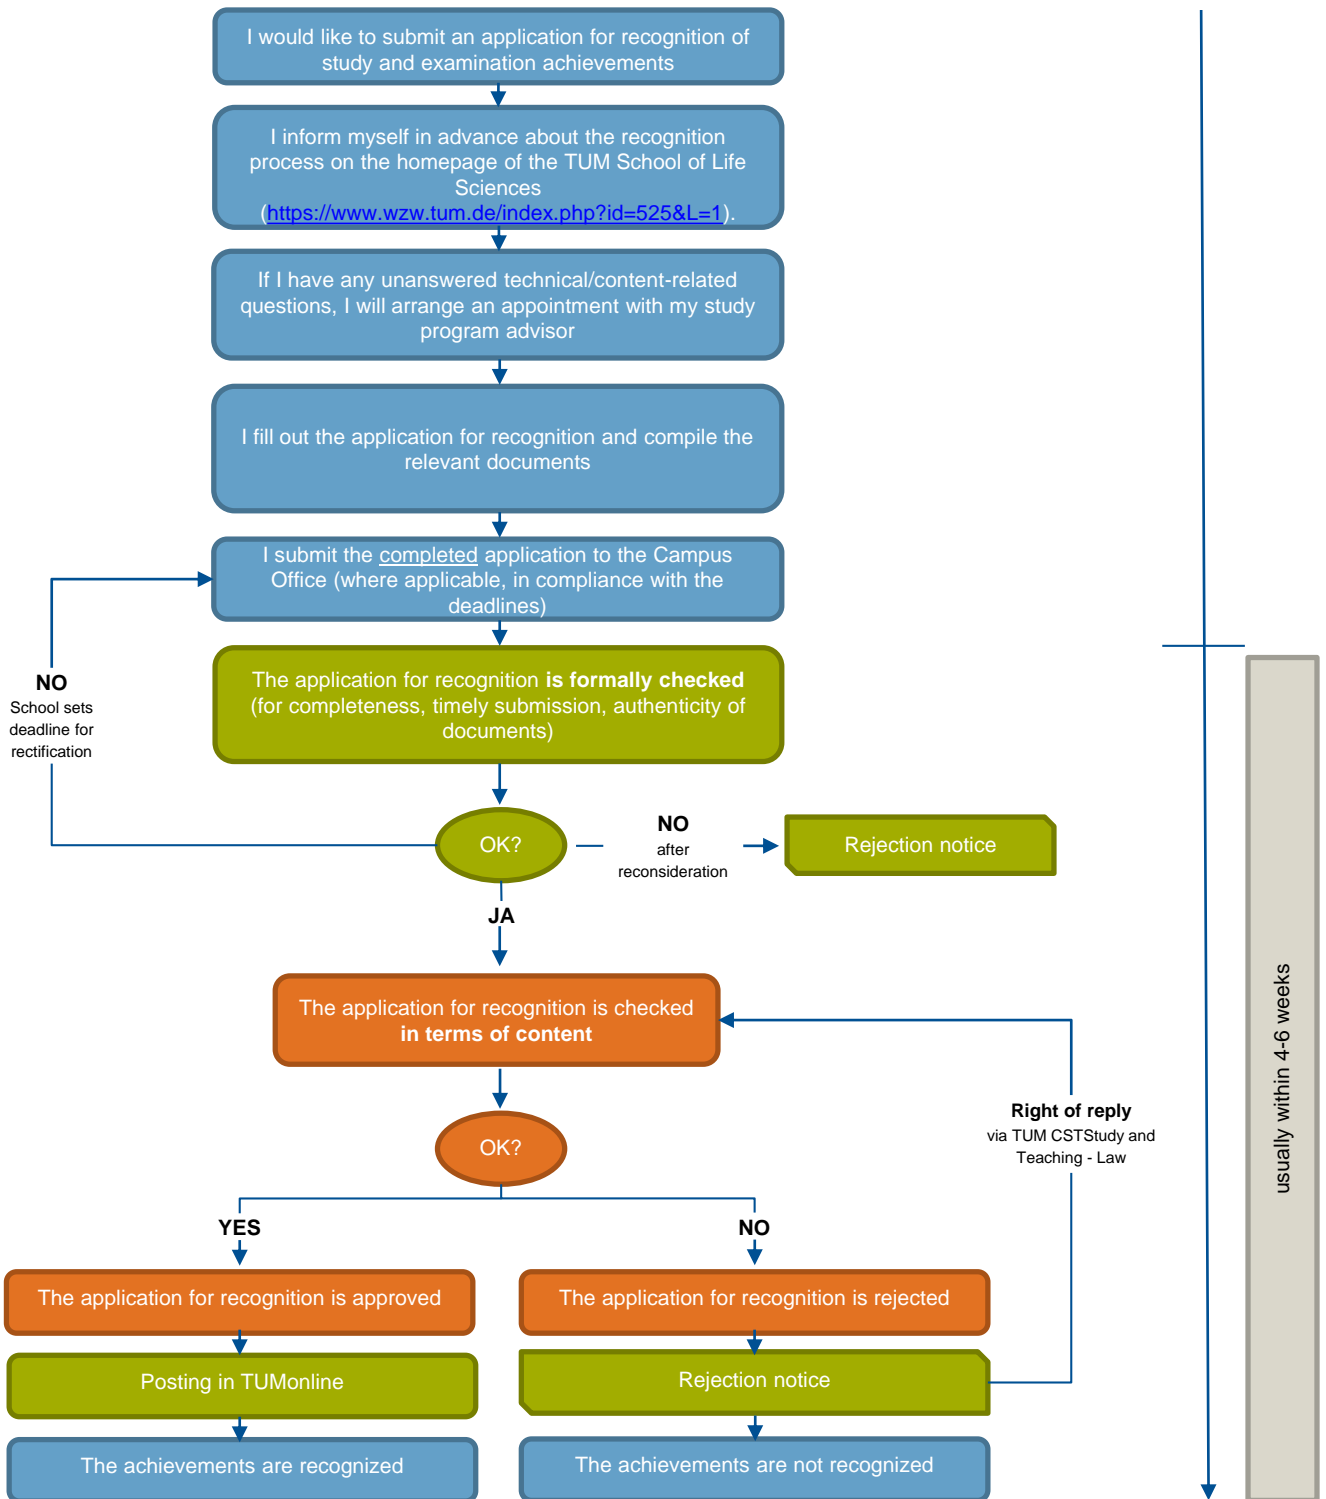 I would like to submit an application for recognition of
study and examination achievements
I inform myself in advance about the recognition
process on the homepage of the TUM School of Life
Sciences
(https://www.wzw.tum.de/index.php?id=525&L=1).
If I have any unanswered technical/content-related
questions, I will arrange an appointment with my study
program advisor
I fill out the application for recognition and compile the
relevant documents
I submit the completed application to the Campus
Office (where applicable, in compliance with the
deadlines)
NO
School sets
deadline for
rectification
The application for recognition is formally checked
(for completeness, timely submission, authenticity of
documents)
OK?
NO
after
reconsideration
Rejection notice
JA
The application for recognition is checked
in terms of content
Right of reply
via TUM CSTStudy and
Teaching - Law
usually within 4-6 weeks
OK?
YES
NO
The application for recognition is approved
The application for recognition is rejected
Posting in TUMonline
Rejection notice
The achievements are recognized
The achievements are not recognized